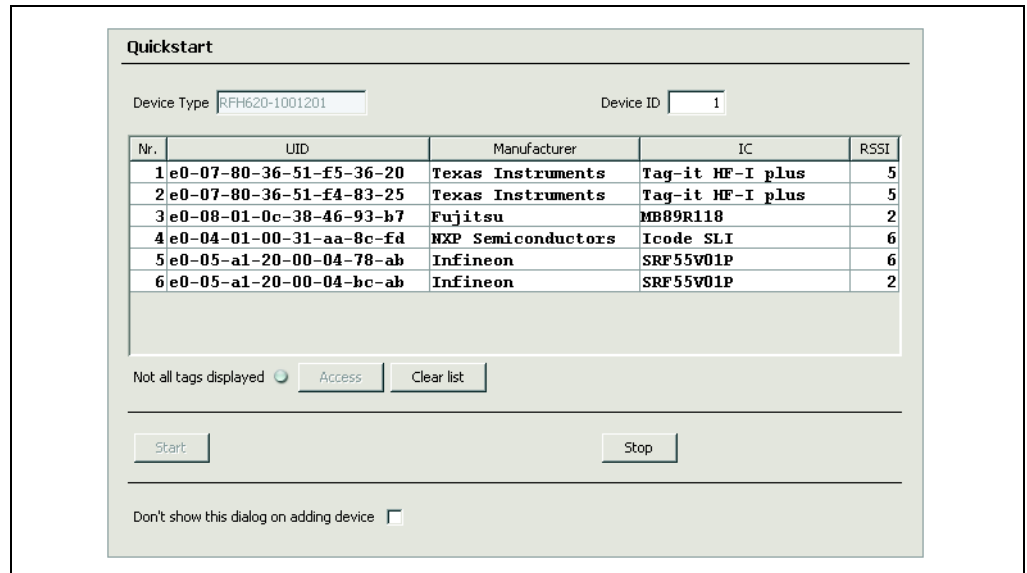 Quickstart
Device Type RFH620-1001201 Device ID 1
Nr. UID Manufacturer IC RSSI
1 e0-07-80-36-51-f5-36-20 Texas Instruments Tag-it HF-I plus 5
2 e0-07-80-36-51-f4-83-25 Texas Instruments Tag-it HF-I plus 5
3 e0-08-01-0c-38-46-93-b7 Fujitsu MB89R118 2
4 e0-04-01-00-31-aa-8c-fd NXP Semiconductors Icode SLI 6
5 e0-05-a1-20-00-04-78-ab Infineon SRF55V01P 6
6 e0-05-a1-20-00-04-bc-ab Infineon SRF55V01P 2
Not all tags displayed Access Clear list
Start Stop
Don't show this dialog on adding device